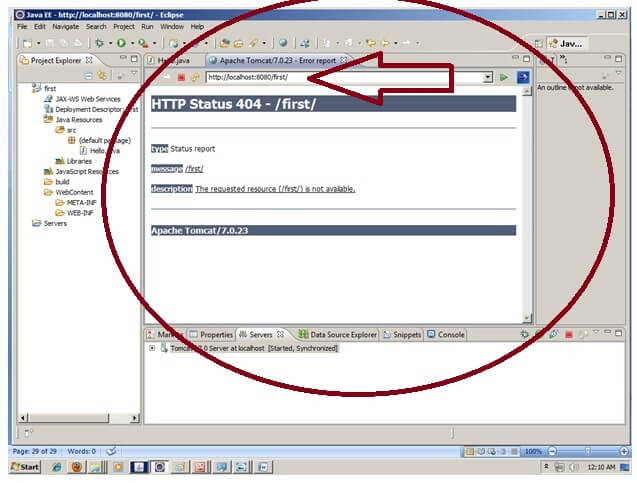 Java EE - http://localhost:8080/first/ - Eclipse
File Edit Navigate Search Project Run Window Help
Java...
Project Explorer
Hello.java
Apache Tomcat/7.0.23 - Error report
http://localhost:8080/first/
An outline is not available.
first
JAX-WS Web Services
Deployment Descriptor: first
Java Resources
src
(default package)
Hello.java
Libraries
JavaScript Resources
build
WebContent
META-INF
WEB-INF
Servers
HTTP Status 404 - /first/
type Status report
message /first/
description The requested resource (/first/) is not available.
Apache Tomcat/7.0.23
Properties Servers Data Source Explorer Snippets Console
Tomcat v7.0 Server at localhost [Started, Synchronized]
Page: 29 of 29 Words: 0 100%
Start 12:10 AM